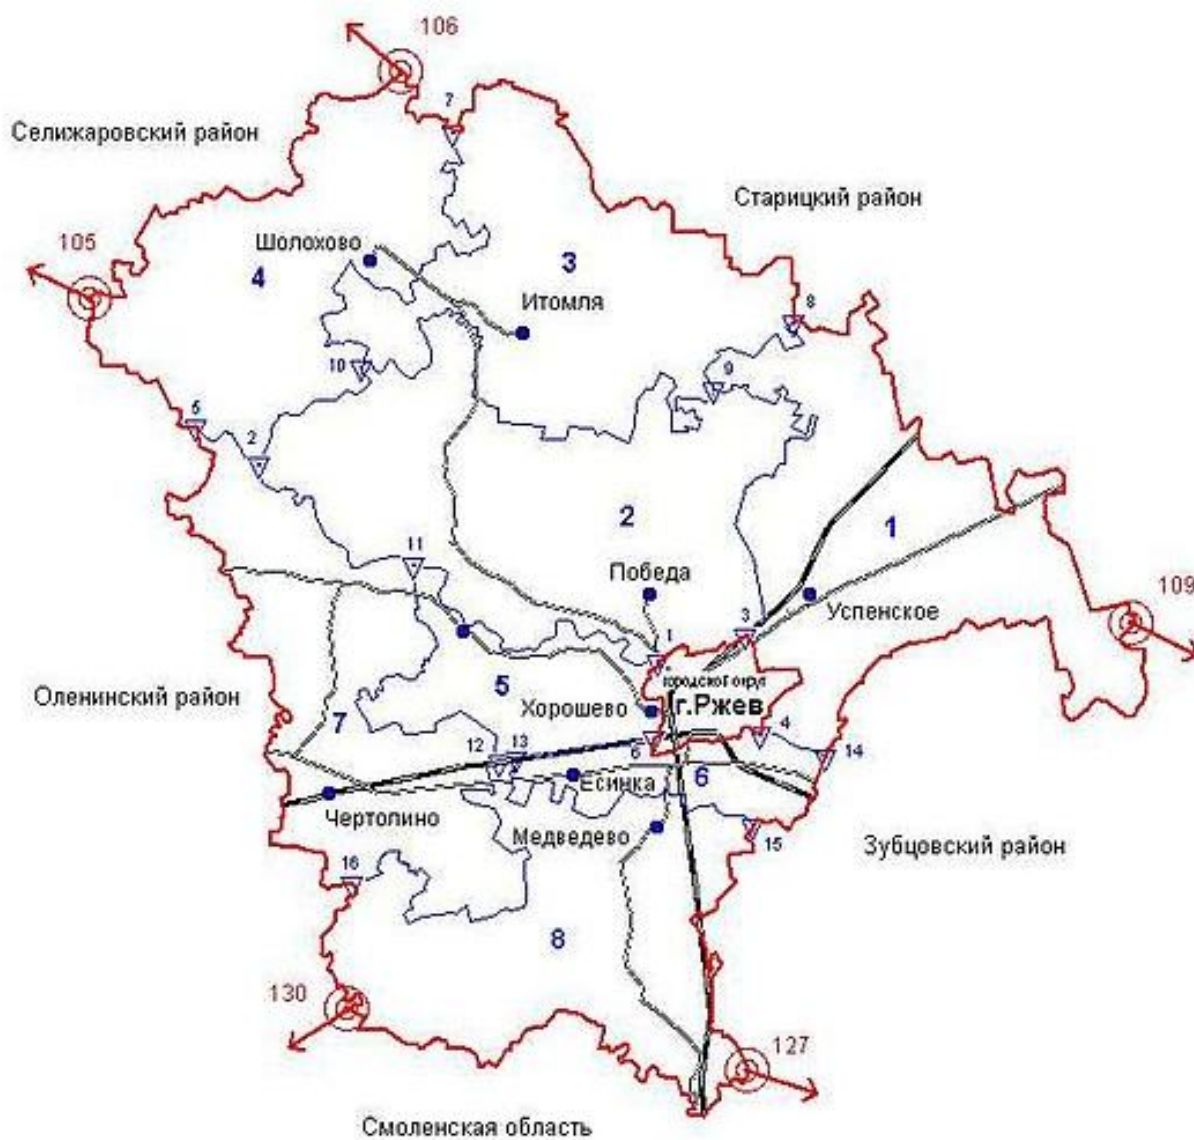 106
7
Селижаровский район
Старицкий район
105
Шолохово
3
4
Итомля
8
10
9
5
2
2
1
11
Победа
109
Успенское
3
1
городской округ
Оленинский район
5
г.Ржев
Хорошево
7
4
6
12
13
14
6
Есинка
Чертолино
Медведево
15
Зубцовский район
16
8
130
127
Смоленская область